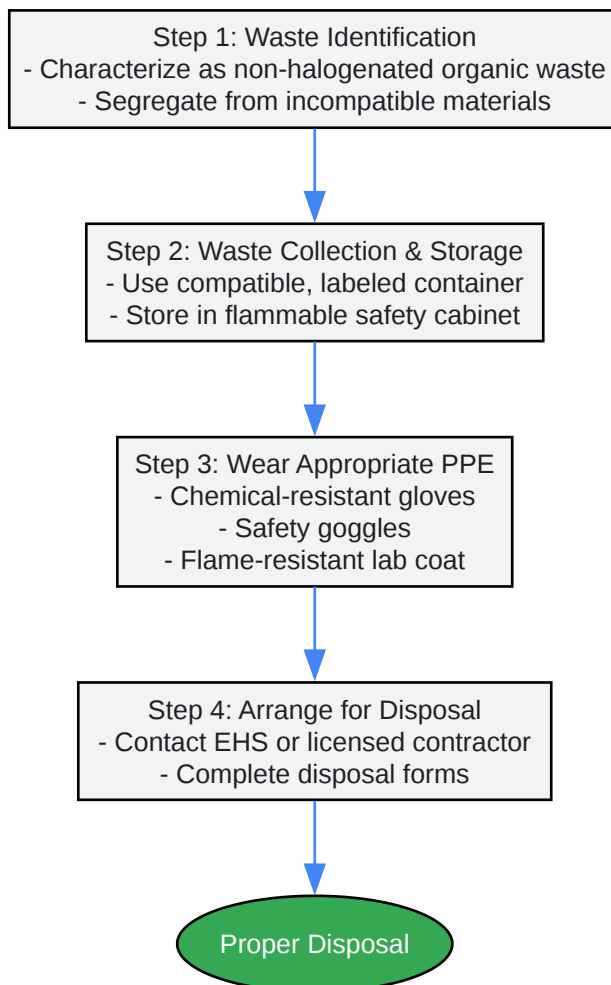 Step 1: Waste Identification
- Characterize as non-halogenated organic waste
- Segregate from incompatible materials
Step 2: Waste Collection & Storage
- Use compatible, labeled container
- Store in flammable safety cabinet
Step 3: Wear Appropriate PPE
- Chemical-resistant gloves
- Safety goggles
- Flame-resistant lab coat
Step 4: Arrange for Disposal
- Contact EHS or licensed contractor
- Complete disposal forms
Proper Disposal